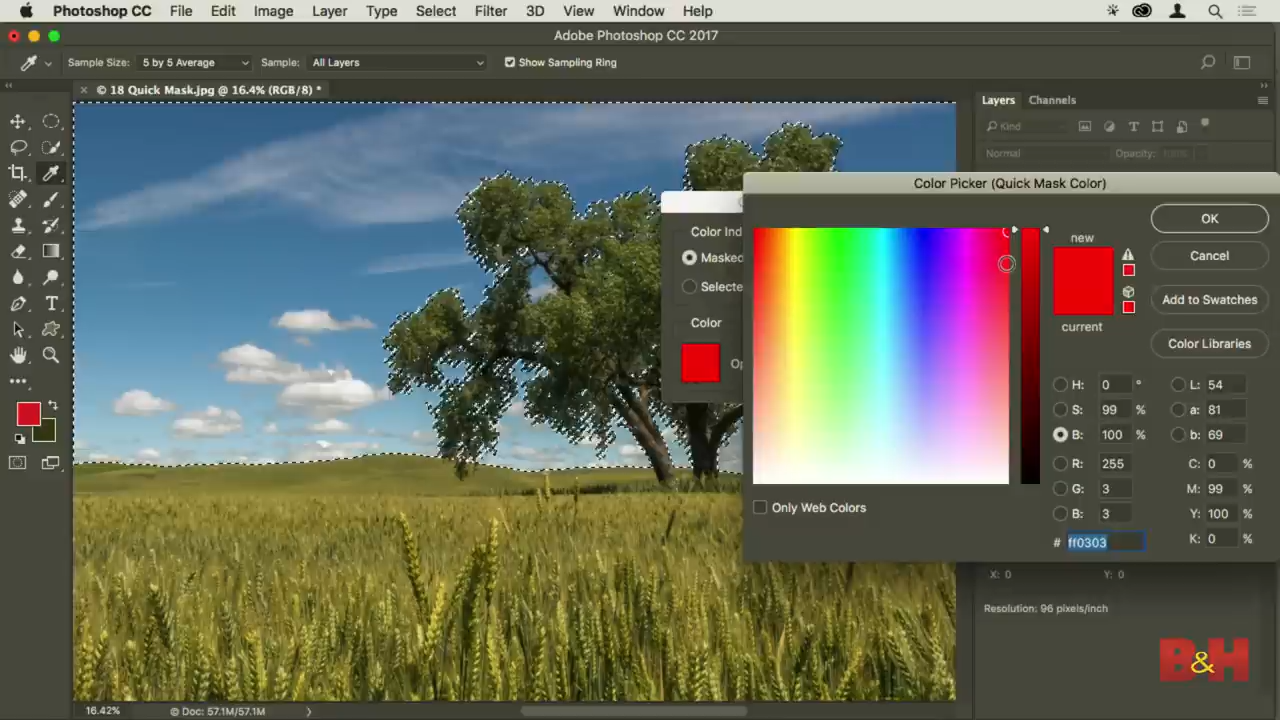 Photoshop CC File Edit Image Layer Type Select Filter 3D View Window Help
Adobe Photoshop CC 2017
Sample Size: 5 by 5 Average Sample: All Layers Show Sampling Ring
© 18 Quick Mask.jpg @ 16.4% (RGB/8) *
Layers Channels
Kind
Normal Opacity: 100%
Color Picker (Quick Mask Color)
Color Ind
Masked
Selecte
Color
Op
new
current
OK
Cancel
Add to Swatches
Color Libraries
H: 0 °
S: 99 %
B: 100 %
R: 255
G: 3
B: 3
# ff0303
L: 54
a: 81
b: 69
C: 0 %
M: 99 %
Y: 100 %
K: 0 %
Only Web Colors
X: 0 Y: 0
Resolution: 96 pixels/inch
B&H
16.42% © Doc: 57.1M/57.1M